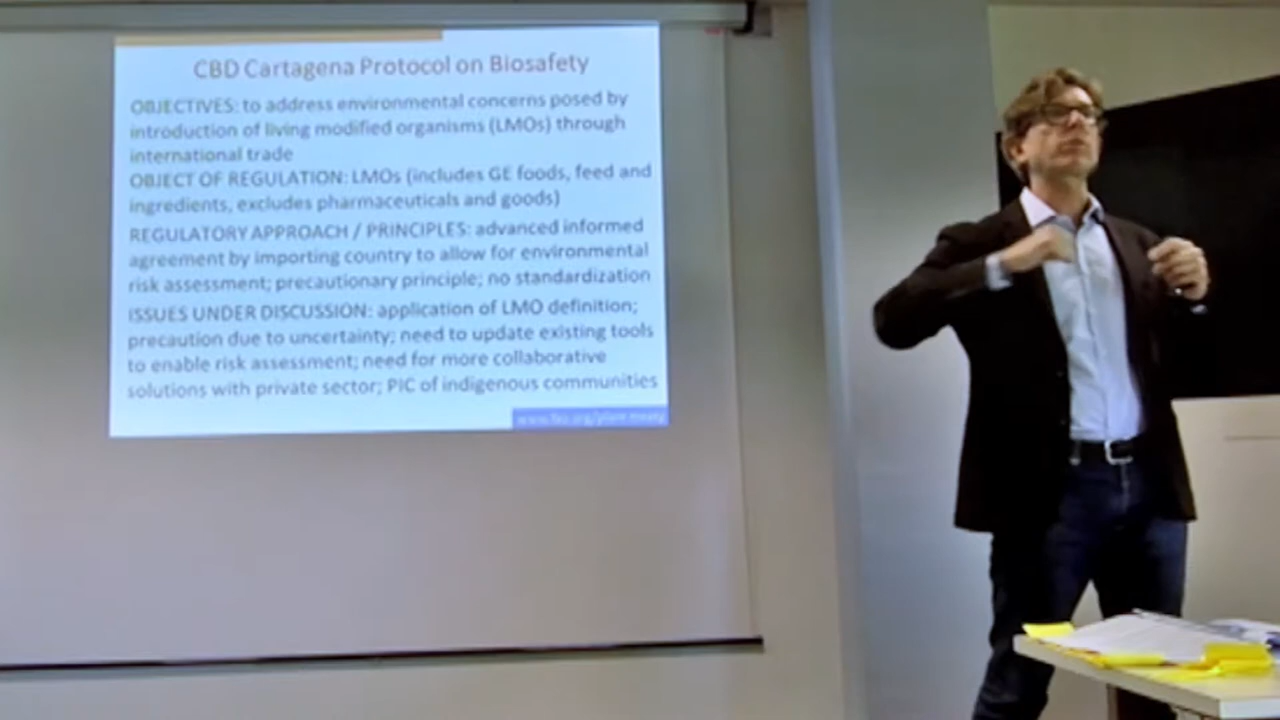 CBD Cartagena Protocol on Biosafety
OBJECTIVES: to address environmental concerns posed by
introduction of living modified organisms (LMOs) through
international trade
OBJECT OF REGULATION: LMOs (includes GE foods, feed and
ingredients, excludes pharmaceuticals and goods)
REGULATORY APPROACH / PRINCIPLES: advanced informed
agreement by importing country to allow for environmental
risk assessment; precautionary principle; no standardization
ISSUES UNDER DISCUSSION: application of LMO definition;
precaution due to uncertainty; need to update existing tools
to enable risk assessment; need for more collaborative
solutions with private sector; PIC of indigenous communities